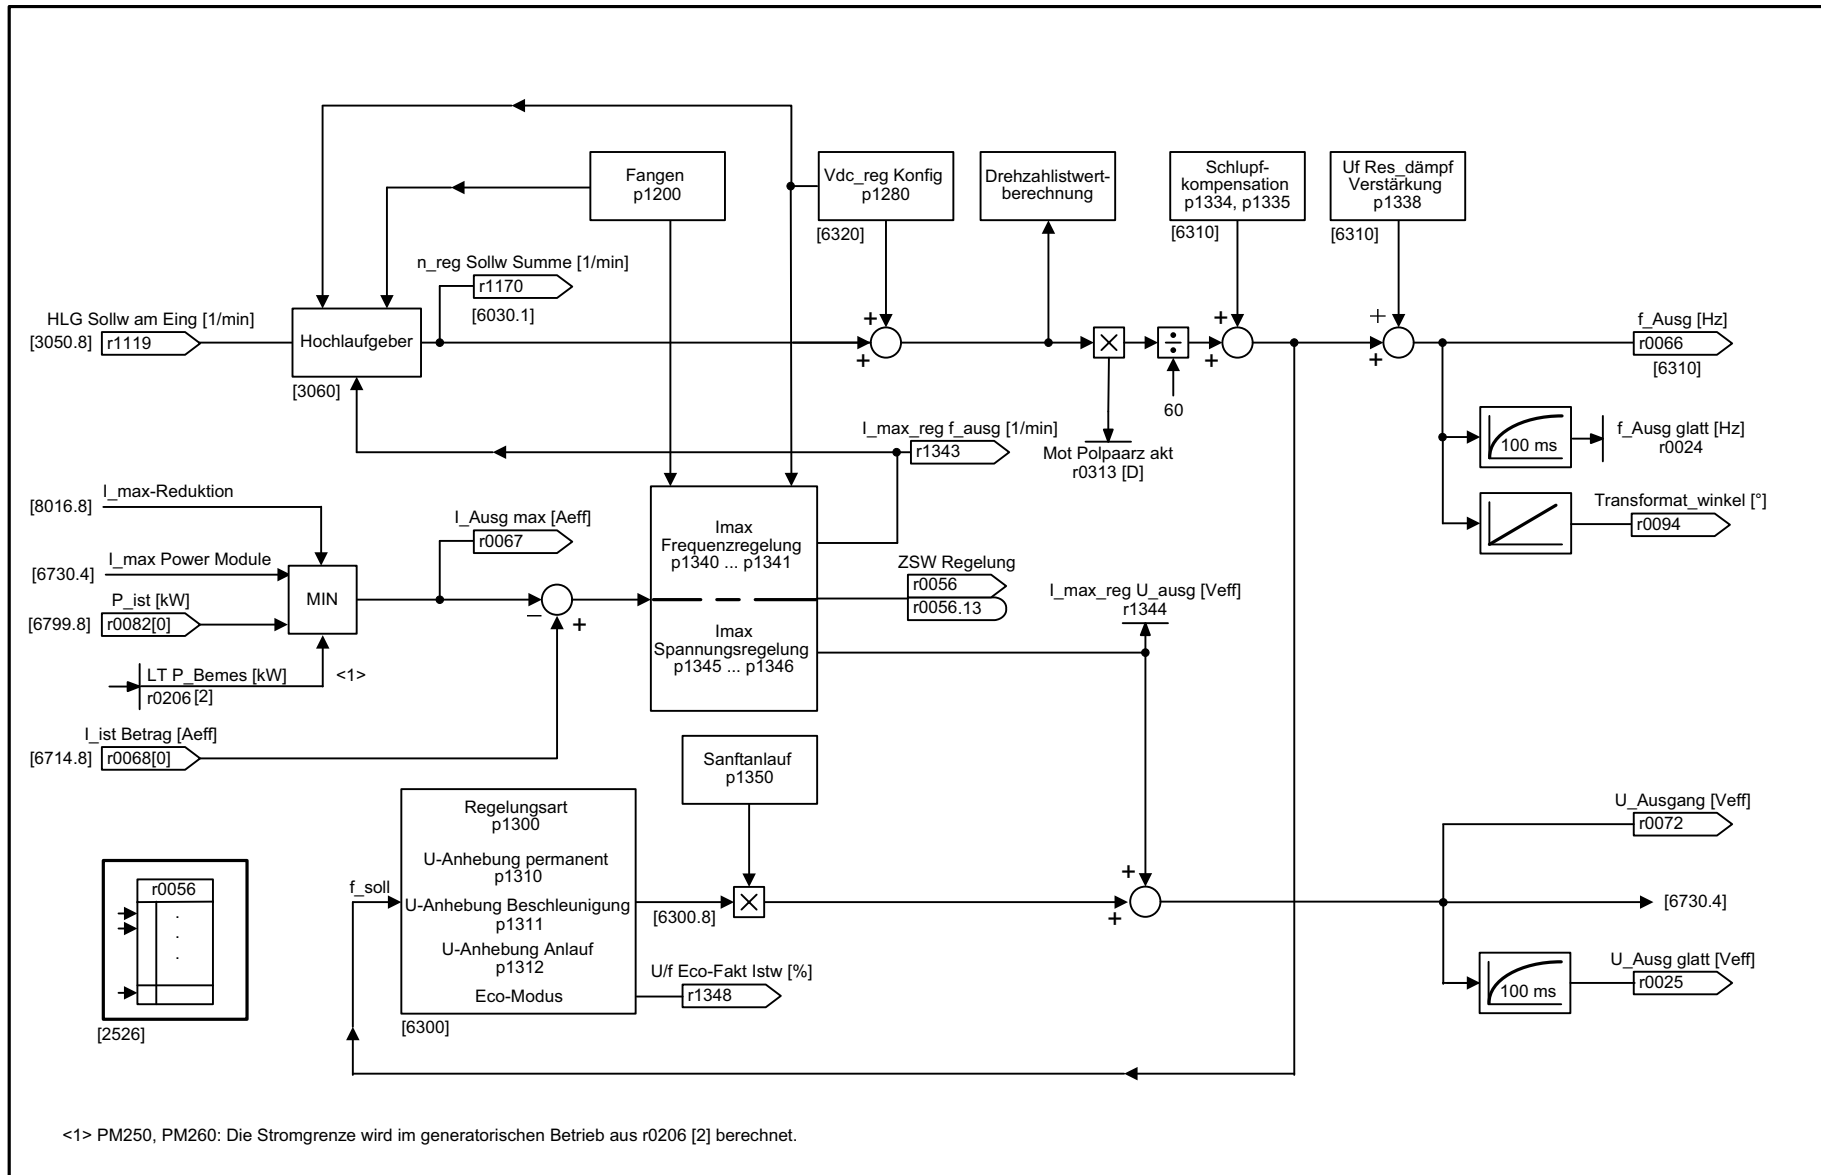 Fangen
p1200
Vdc_reg Konfig
p1280
[6320]
Drehzahlistwert-
berechnung
Schlupf-
kompensation
p1334, p1335
[6310]
Uf Res_dämpf
Verstärkung
p1338
[6310]
n_reg Sollw Summe [1/min]
r1170
[6030.1]
HLG Sollw am Eing [1/min]
[3050.8]
r1119
Hochlaufgeber
[3060]
+
+
×
÷
60
+
+
+
+
f_Ausg [Hz]
r0066
[6310]
Mot Polpaarz akt
r0313 [D]
100 ms
f_Ausg glatt [Hz]
r0024
Transformat_winkel [°]
r0094
I_max_reg f_ausg [1/min]
r1343
I_max-Reduktion
[8016.8]
I_max Power Module
[6730.4]
P_ist [kW]
[6799.8]
r0082[0]
MIN
LT P_Bemes [kW]
r0206 [2]
<1>
I_Ausg max [Aeff]
r0067
–
+
I_ist Betrag [Aeff]
[6714.8]
r0068[0]
Imax
Frequenzregelung
p1340 ... p1341
Imax
Spannungsregelung
p1345 ... p1346
ZSW Regelung
r0056
r0056.13
I_max_reg U_ausg [Veff]
r1344
Sanftanlauf
p1350
f_soll
Regelungsart
p1300
U-Anhebung permanent
p1310
U-Anhebung Beschleunigung
p1311
U-Anhebung Anlauf
p1312
Eco-Modus
[6300]
[6300.8]
×
U/f Eco-Fakt Istw [%]
r1348
+
+
U_Ausgang [Veff]
r0072
[6730.4]
100 ms
U_Ausg glatt [Veff]
r0025
r0056
[2526]
<1> PM250, PM260: Die Stromgrenze wird im generatorischen Betrieb aus r0206 [2] berechnet.